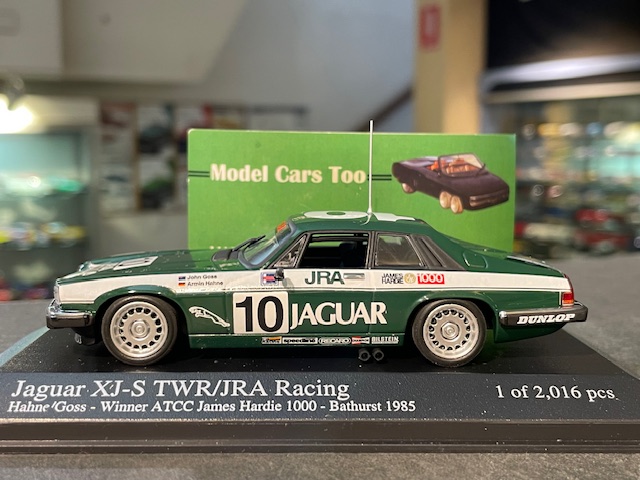 Model Cars Too
John Goss
Armin Hahne
JRA
JAMES HARDIE 1000
10 JAGUAR
DUNLOP
speedline RECARO BILSTEIN
Jaguar XJ-S TWR/JRA Racing
1 of 2,016 pcs.
Hahne/Goss - Winner ATCC James Hardie 1000 - Bathurst 1985